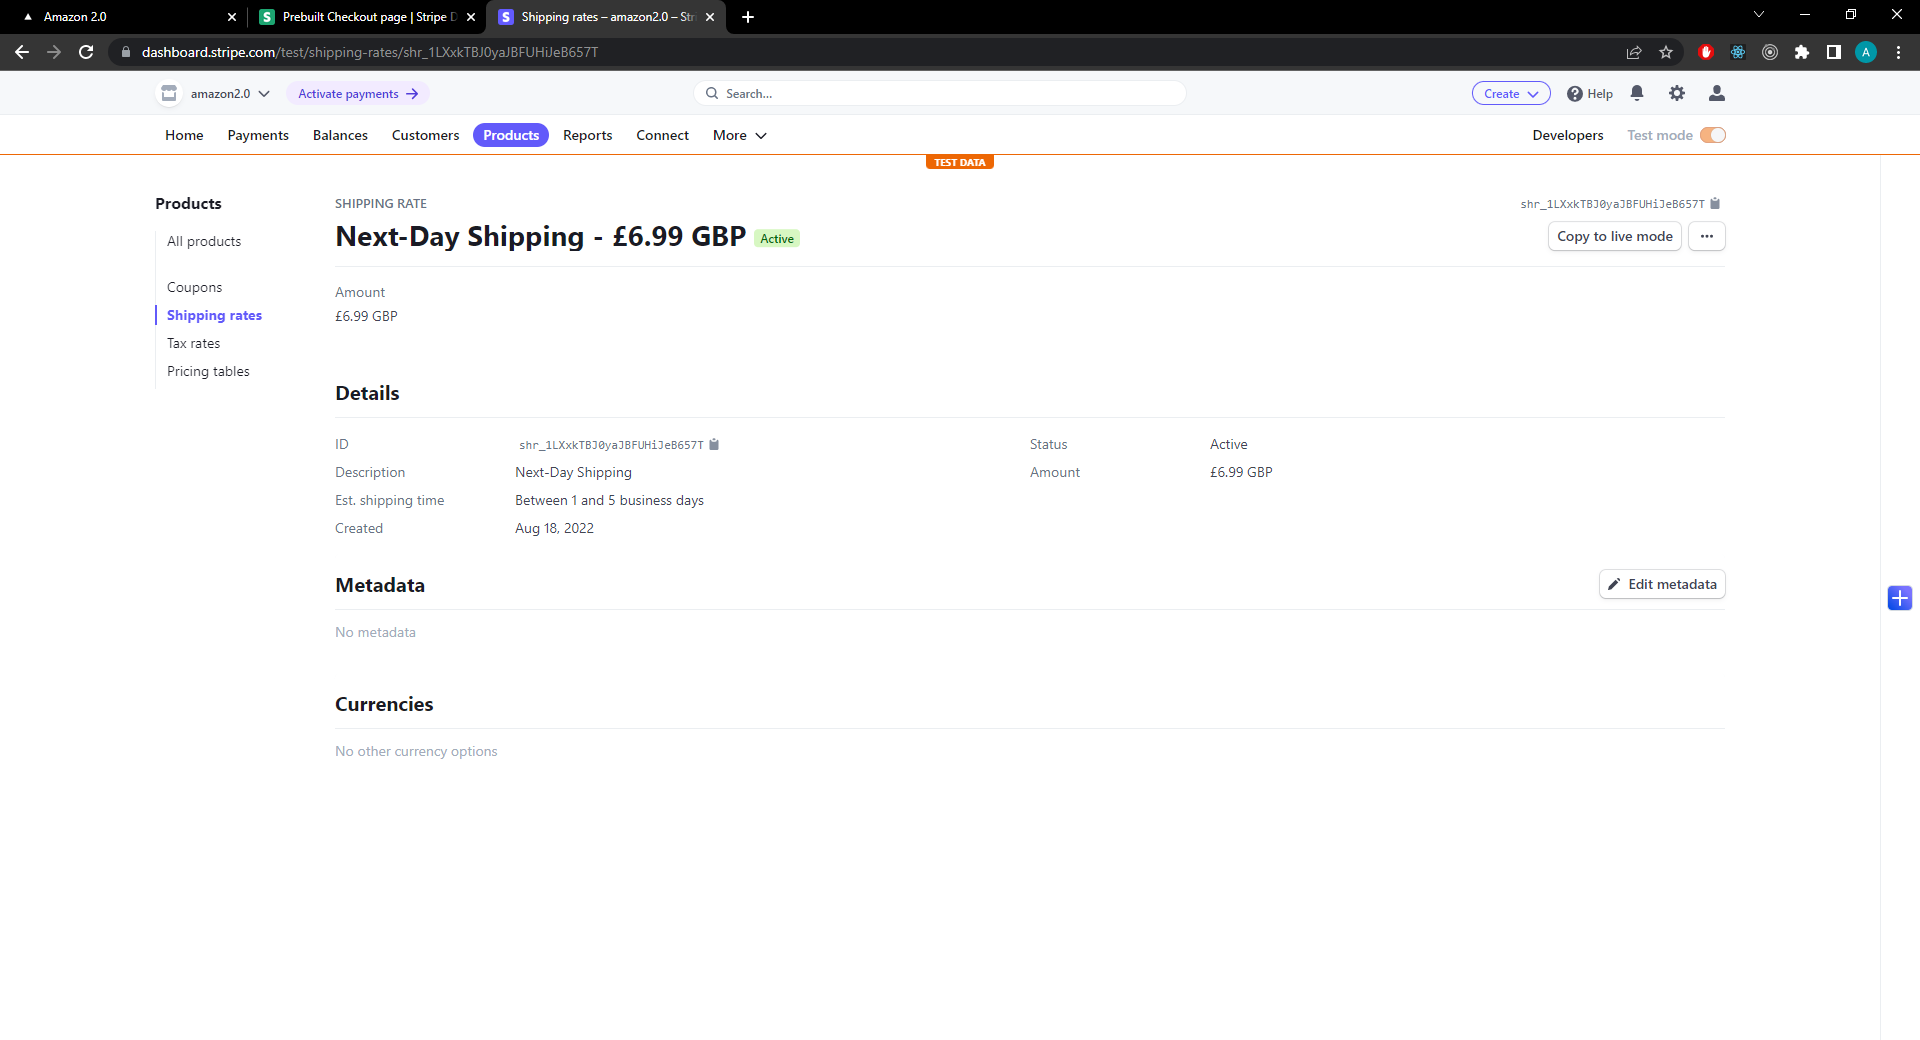 Amazon 2.0
Prebuilt Checkout page | Stripe D
Shipping rates – amazon2.0 – Str
dashboard.stripe.com/test/shipping-rates/shr_1LXxkTBJ0yaJBFUHiJeB657T
A
amazon2.0
Activate payments
Search...
Create
Help
Home Payments Balances Customers Products Reports Connect More
Developers
Test mode
TEST DATA
Products
All products
Coupons
Shipping rates
Tax rates
Pricing tables
SHIPPING RATE
shr_1LXxkTBJ0yaJBFUHiJeB657T
Next-Day Shipping - £6.99 GBP Active
Copy to live mode
Amount
£6.99 GBP
Details
ID shr_1LXxkTBJ0yaJBFUHiJeB657T Status Active
Description Next-Day Shipping Amount £6.99 GBP
Est. shipping time Between 1 and 5 business days
Created Aug 18, 2022
Metadata
Edit metadata
No metadata
Currencies
No other currency options